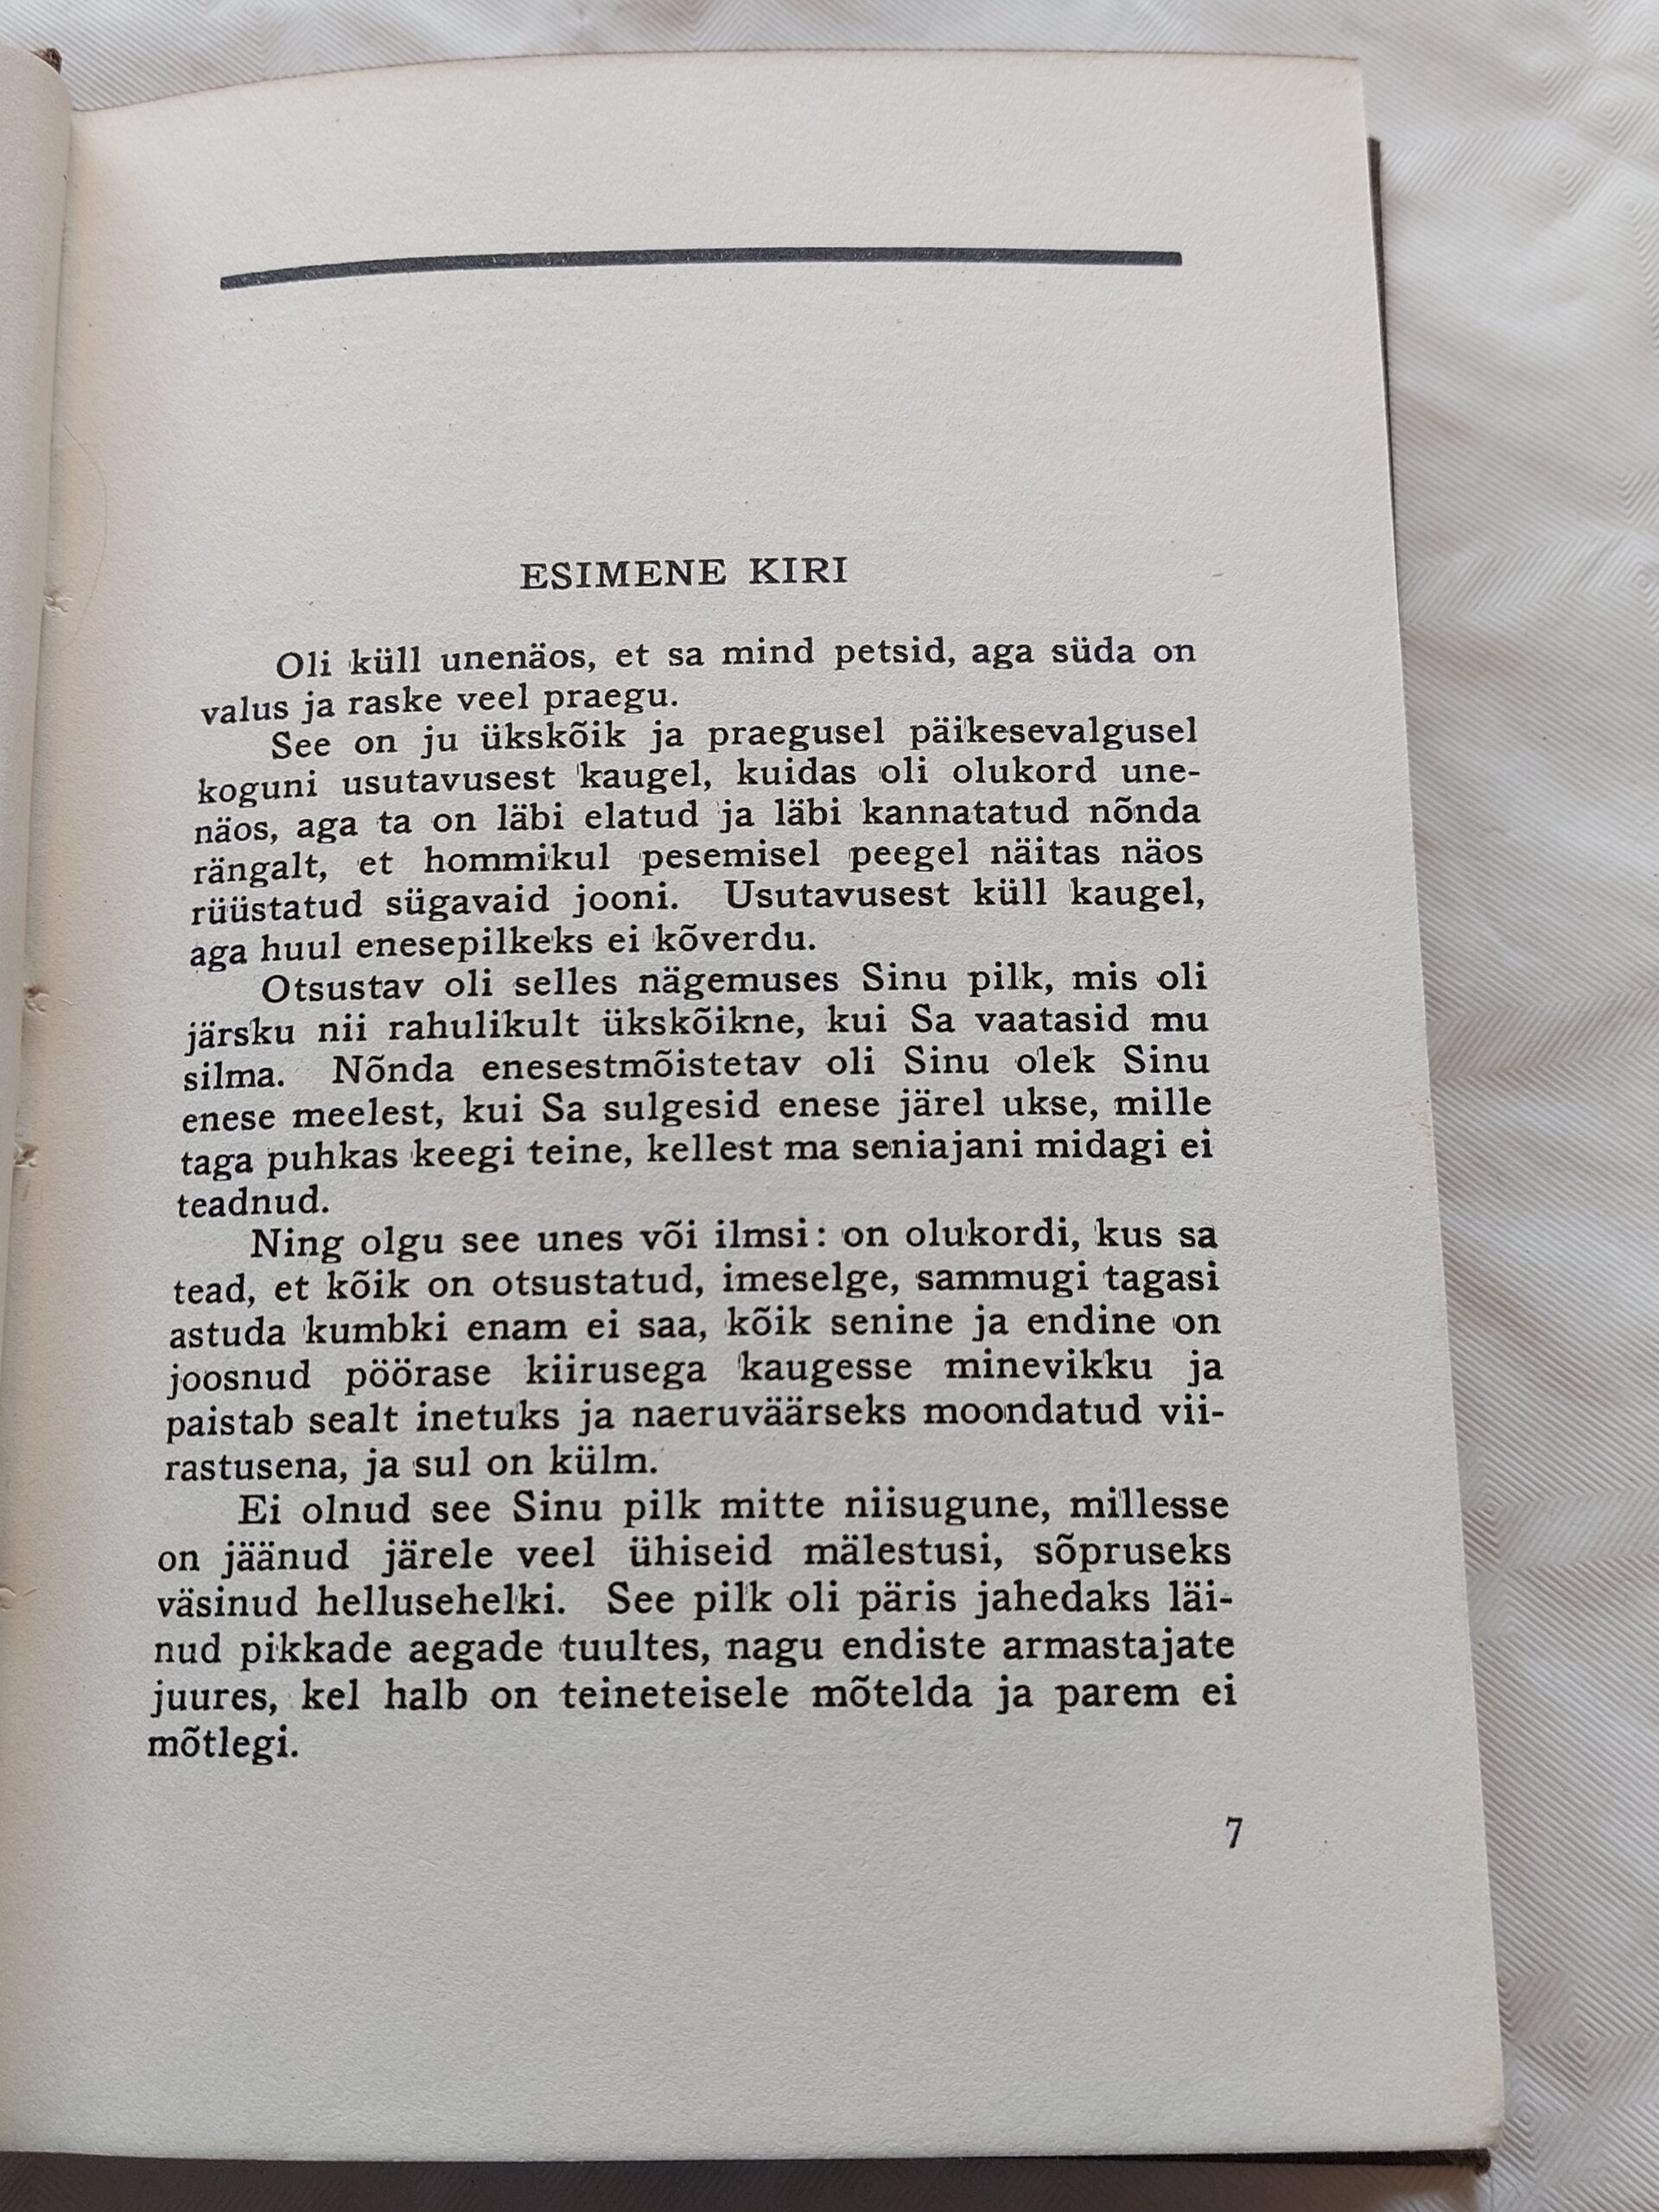 ESIMENE KIRI
Oli küll unenäos, et sa mind petsid, aga süda on
valus ja raske veel praegu.
See on ju ükskõik ja praegusel päikesevalgusel
koguni usutavusest kaugel, kuidas oli olukord une-
näos, aga ta on läbi elatud ja läbi kannatatud nõnda
rängalt, et hommikul pesemisel peegel näitas näos
rüüstatud sügavaid jooni. Usutavusest küll kaugel,
aga huul enesepilkeks ei kõverdu.
Otsustav oli selles nägemuses Sinu pilk, mis oli
järsku nii rahulikult ükskõikne, kui Sa vaatasid mu
silma. Nõnda enesestmõistetav oli Sinu olek Sinu
enese meelest, kui Sa sulgesid enese järel ukse, mille
taga puhkas keegi teine, kellest ma seniajani midagi ei
teadnud.
Ning olgu see unes või ilmsi: on olukordi, kus sa
tead, et kõik on otsustatud, imeselge, sammugi tagasi
astuda kumbki enam ei saa, kõik senine ja endine on
joosnud pöörase kiirusega kaugesse minevikku ja
paistab sealt inetuks ja naeruväärseks moondatud vii-
rastusena, ja sul on külm.
Ei olnud see Sinu pilk mitte niisugune, millesse
on jäänud järele veel ühiseid mälestusi, sõpruseks
väsinud hellusehelki. See pilk oli päris jahedaks läi-
nud pikkade aegade tuultes, nagu endiste armastajate
juures, kel halb on teineteisele mõtelda ja parem ei
mõtlegi.
7